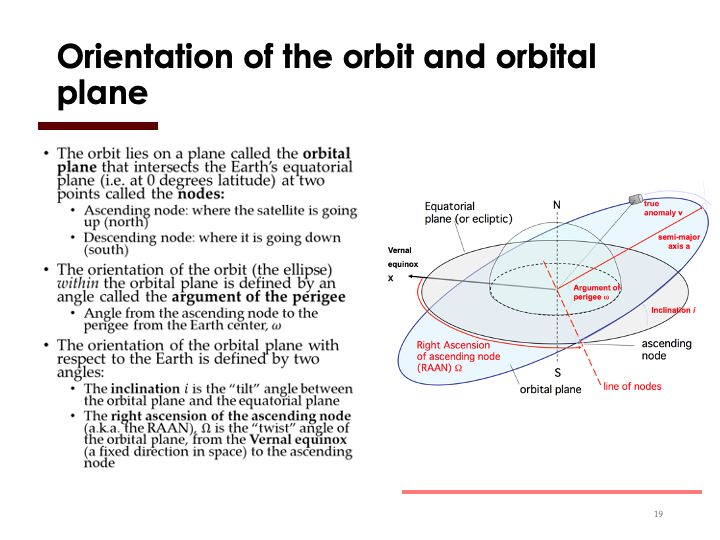 Orientation of the orbit and orbital
plane
• The orbit lies on a plane called the orbital
plane that intersects the Earth's equatorial
plane (i.e. at 0 degrees latitude) at two
points called the nodes:
• Ascending node: where the satellite is going
up (north)
• Descending node: where it is going down
(south)
• The orientation of the orbit (the ellipse)
within the orbital plane is defined by an
angle called the argument of the perigee
• Angle from the ascending node to the
perigee from the Earth center, ω
• The orientation of the orbital plane with
respect to the Earth is defined by two
angles:
• The inclination i is the “tilt” angle between
the orbital plane and the equatorial plane
• The right ascension of the ascending node
(a.k.a. the RAAN), Ω is the “twist” angle of
the orbital plane, from the Vernal equinox
(a fixed direction in space) to the ascending
node
Equatorial
plane (or ecliptic)
N
true
anomaly v
semi-major
axis a
Vernal
equinox
X
Argument of
perigee ω
Inclination i
Right Ascension
of ascending node
(RAAN) Ω
ascending
node
S
orbital plane
line of nodes
19